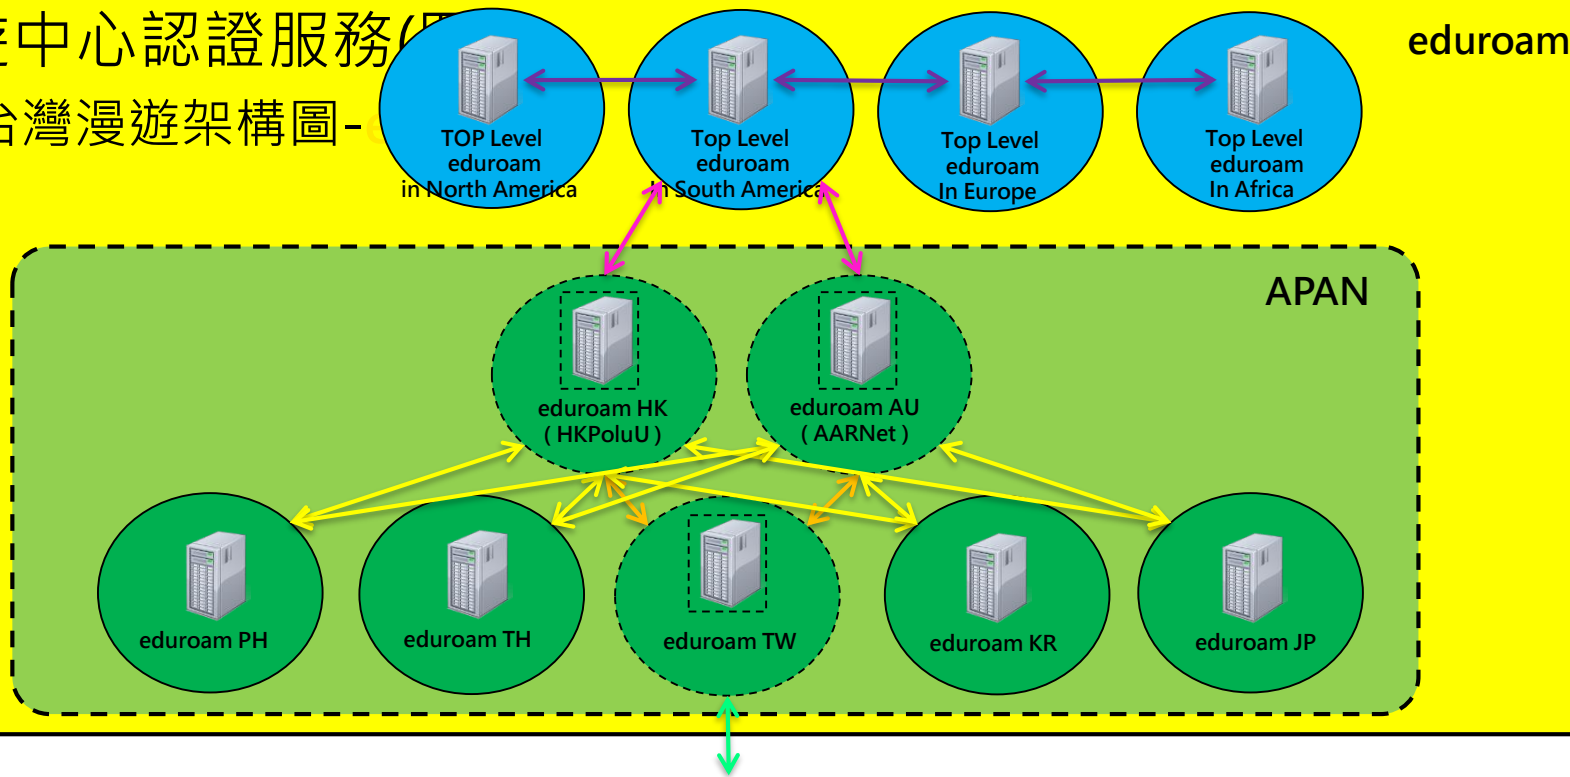 中心認證服務(
eduroam
台灣漫遊架構圖-
TOP Level
eduroam
in North America
Top Level
eduroam
In South America
Top Level
eduroam
In Europe
Top Level
eduroam
In Africa
APAN
eduroam HK
( HKPoluU )
eduroam AU
( AARNet )
eduroam PH
eduroam TH
eduroam TW
eduroam KR
eduroam JP